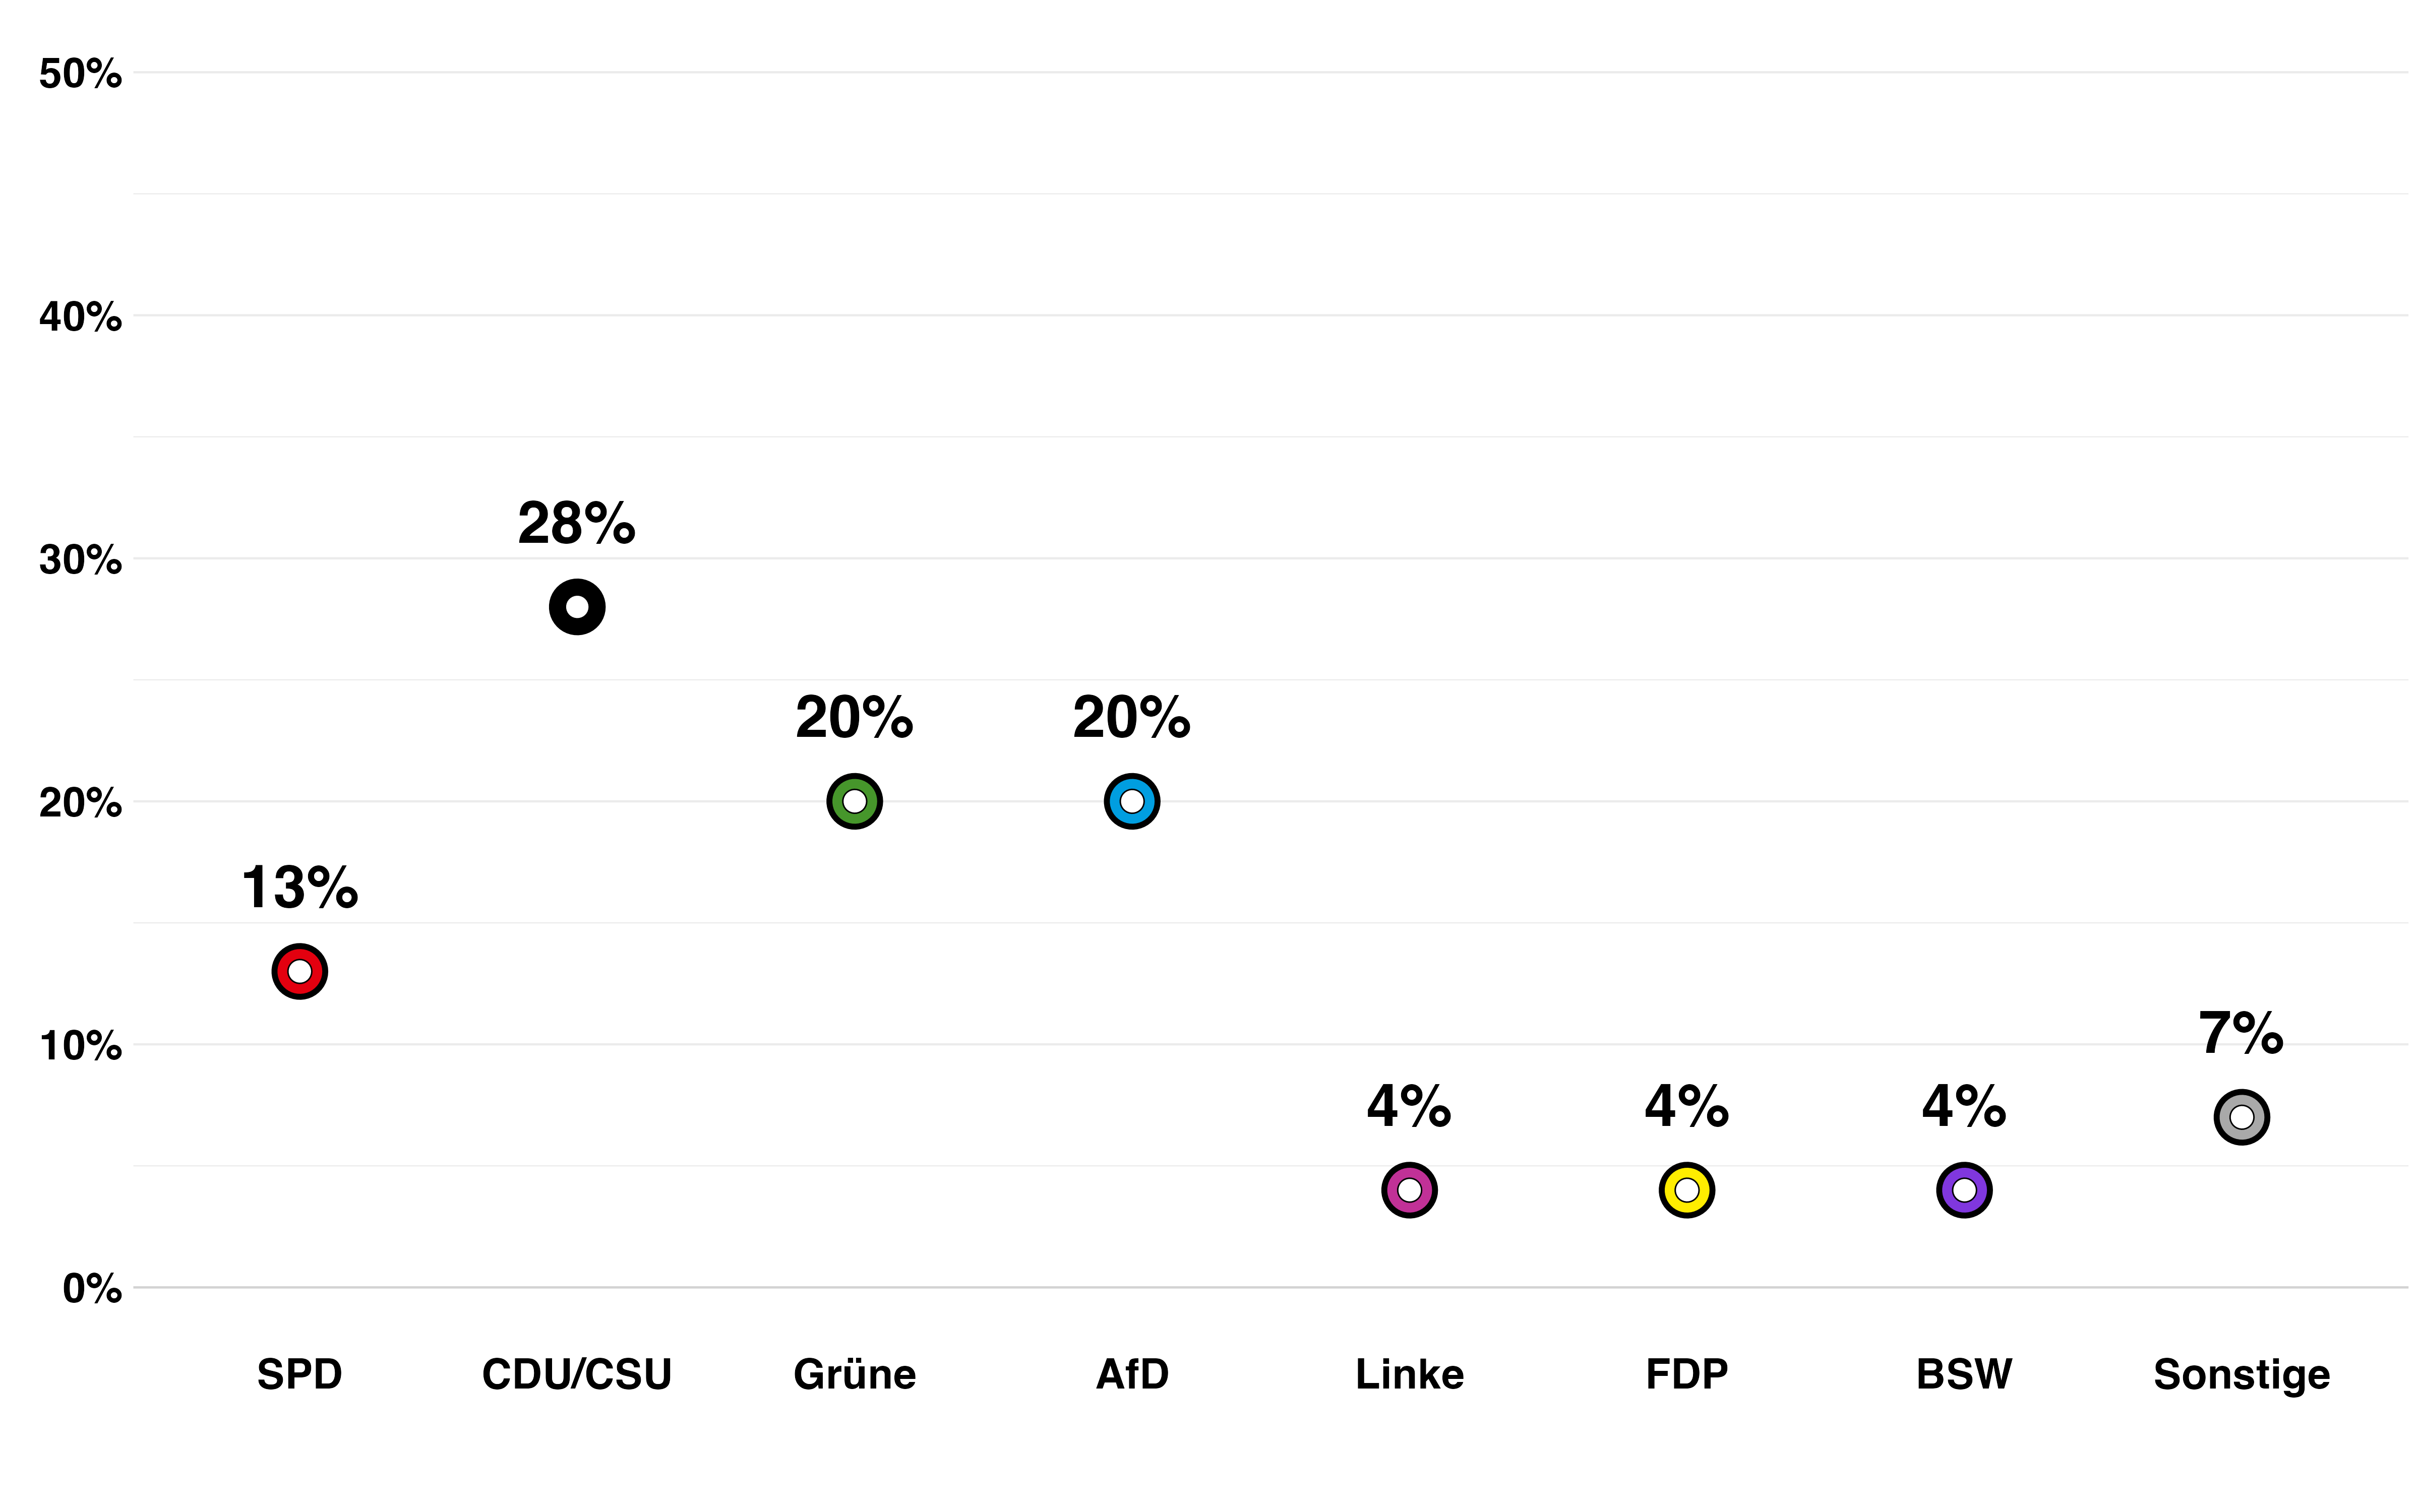 50%
40%
30%
20%
10%
0%
13%
28%
20%
20%
4%
4%
4%
7%
SPD
CDU/CSU
Grüne
AfD
Linke
FDP
BSW
Sonstige